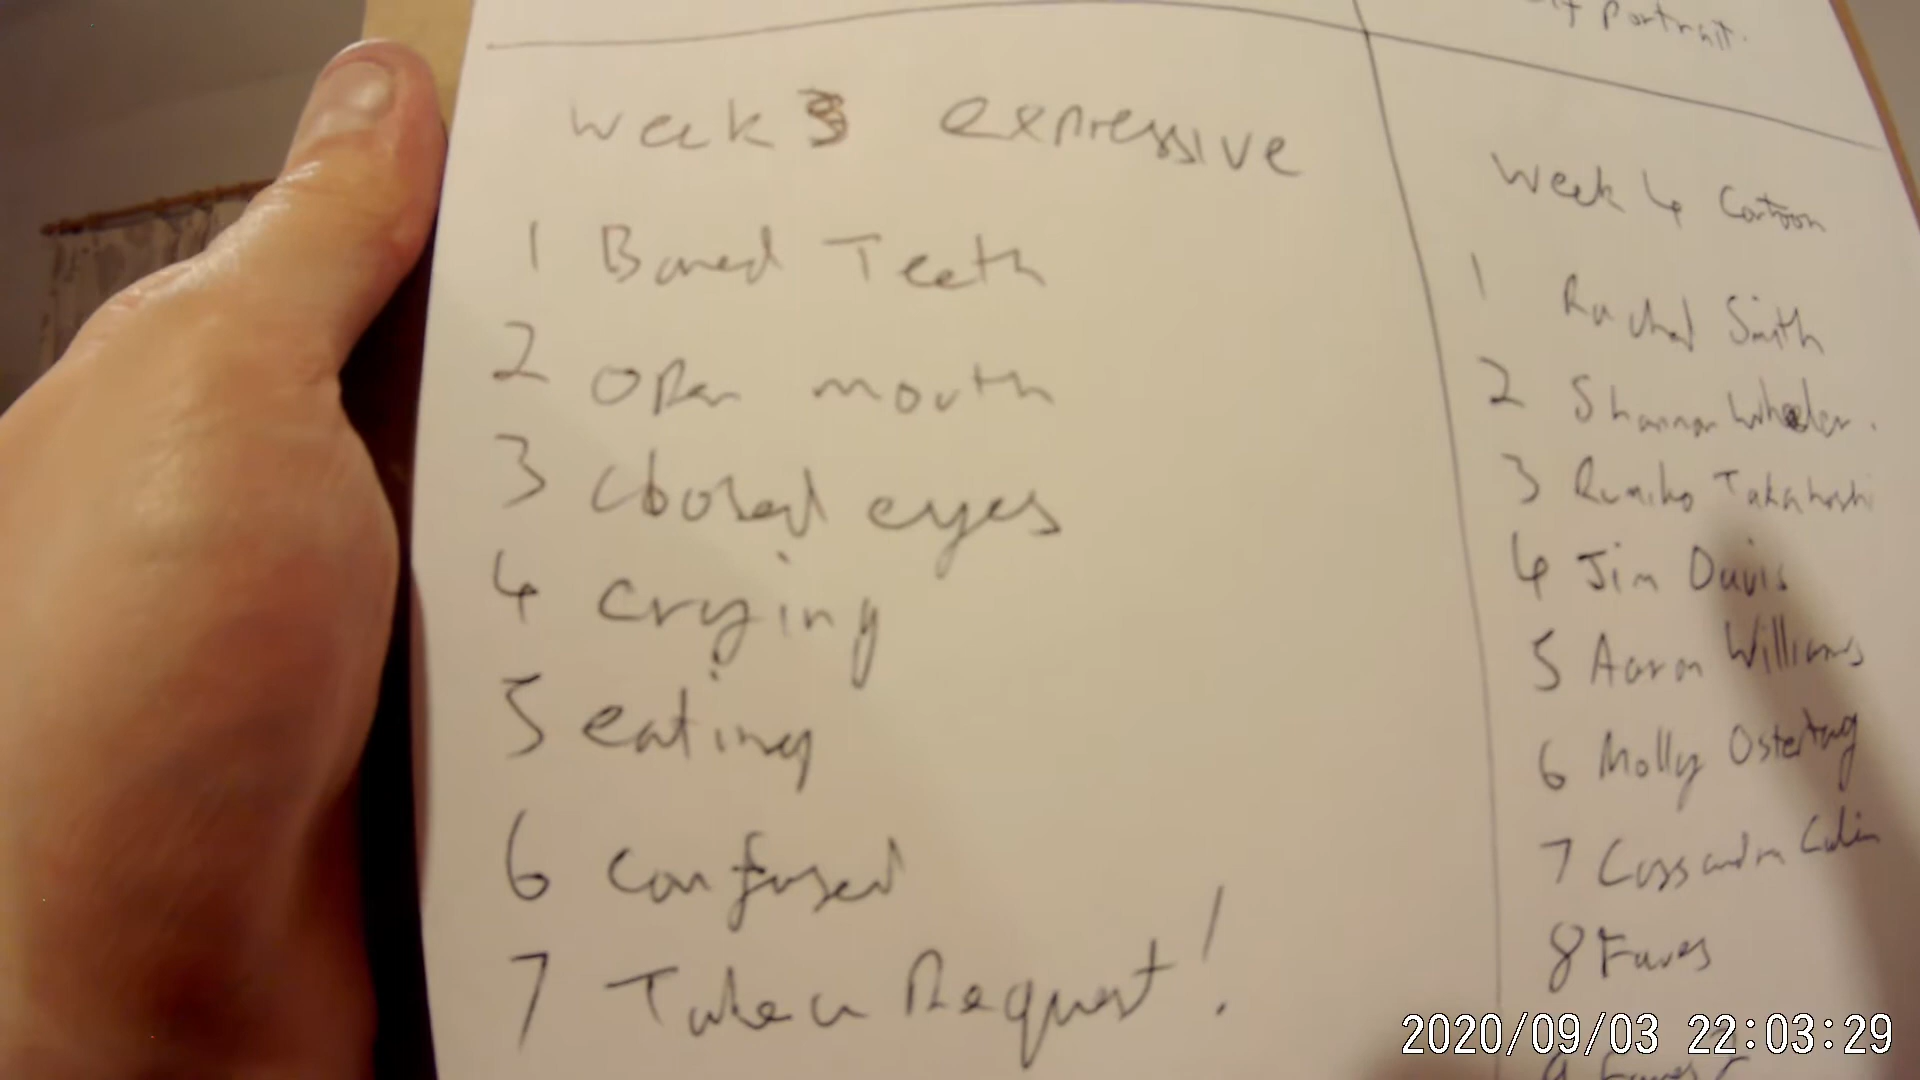 Portrait.
Week 3 expressive
1 Bared Teeth
2 open mouth
3 closed eyes
4 crying
5 eating
6 confused
7 Take a Request!
Week 4 Cartoon
1 Rachel Smith
2 Shannon Wheeler.
3 Rumiko Takahashi
4 Jim Davis
5 Aaron Williams
6 Molly Ostertag
7 Cassandra Calin
8 Faves
2020/09/03 22:03:29